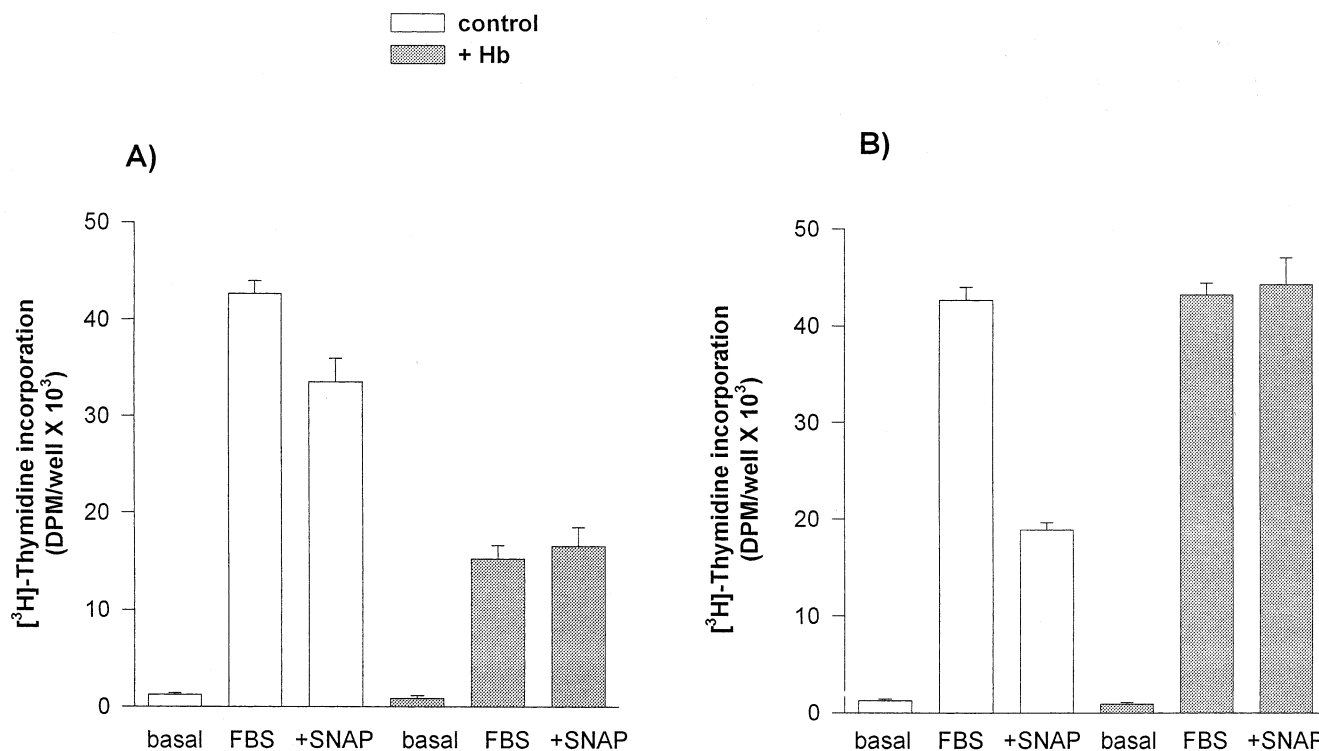 control
+ Hb
A)
[³H]-Thymidine incorporation
(DPM/well X 10³)
50
40
30
20
10
0
basal FBS +SNAP basal FBS +SNAP
B)
[³H]-Thymidine incorporation
(DPM/well X 10³)
50
40
30
20
10
0
basal FBS +SNAP basal FBS +SNAP